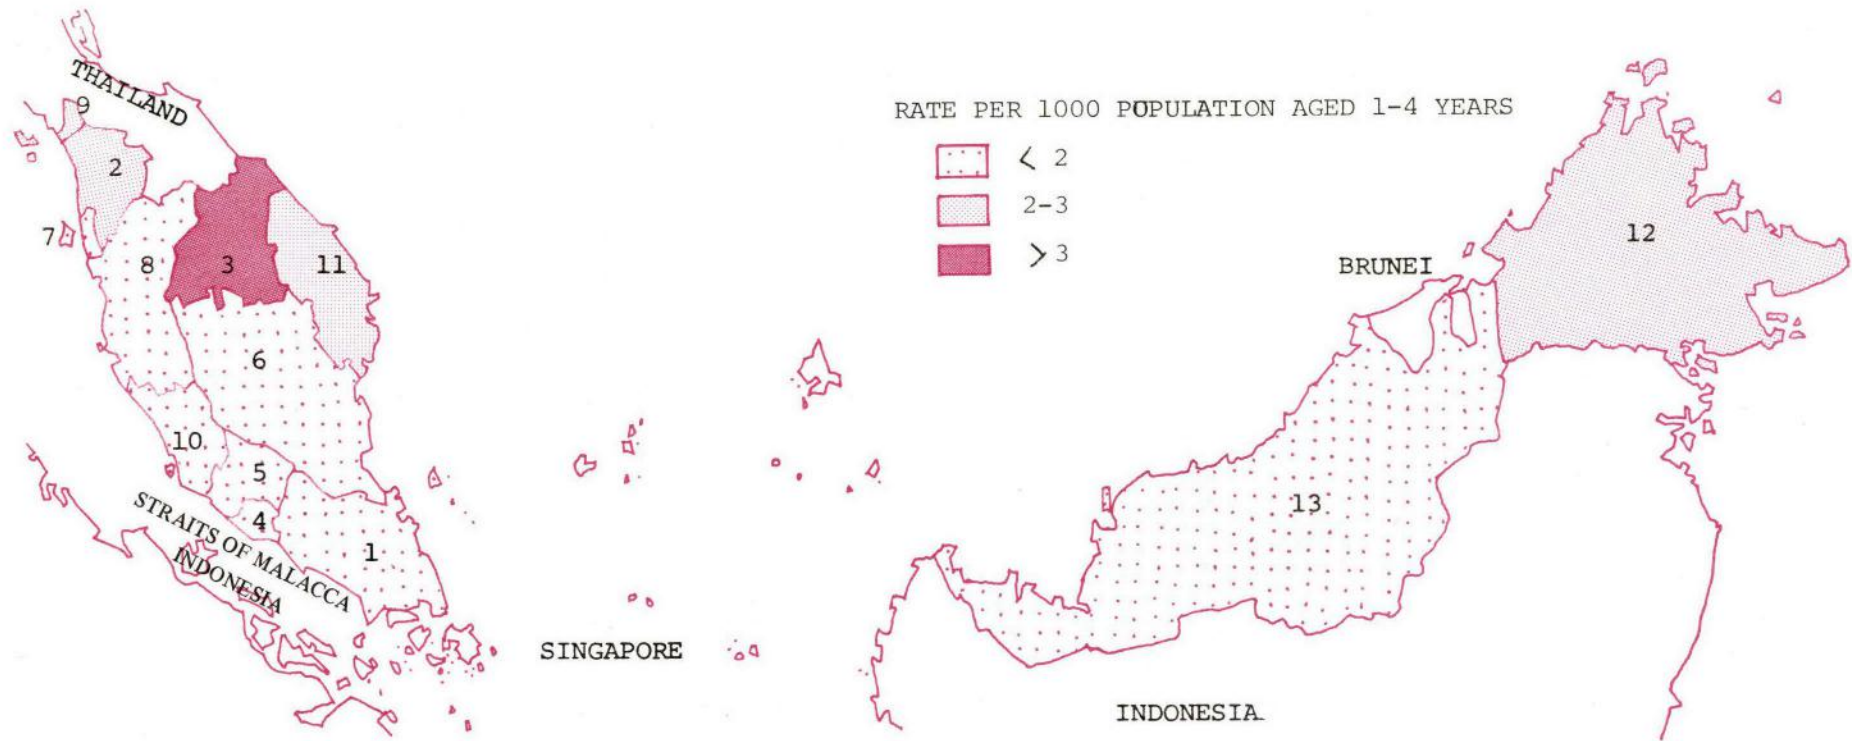 THAILAND
9
2
7
8
3
11
6
10
5
4
1
STRAITS OF MALACCA
INDONESIA
SINGAPORE
RATE PER 1000 POPULATION AGED 1-4 YEARS
< 2
2-3
> 3
BRUNEI
12
13
INDONESIA